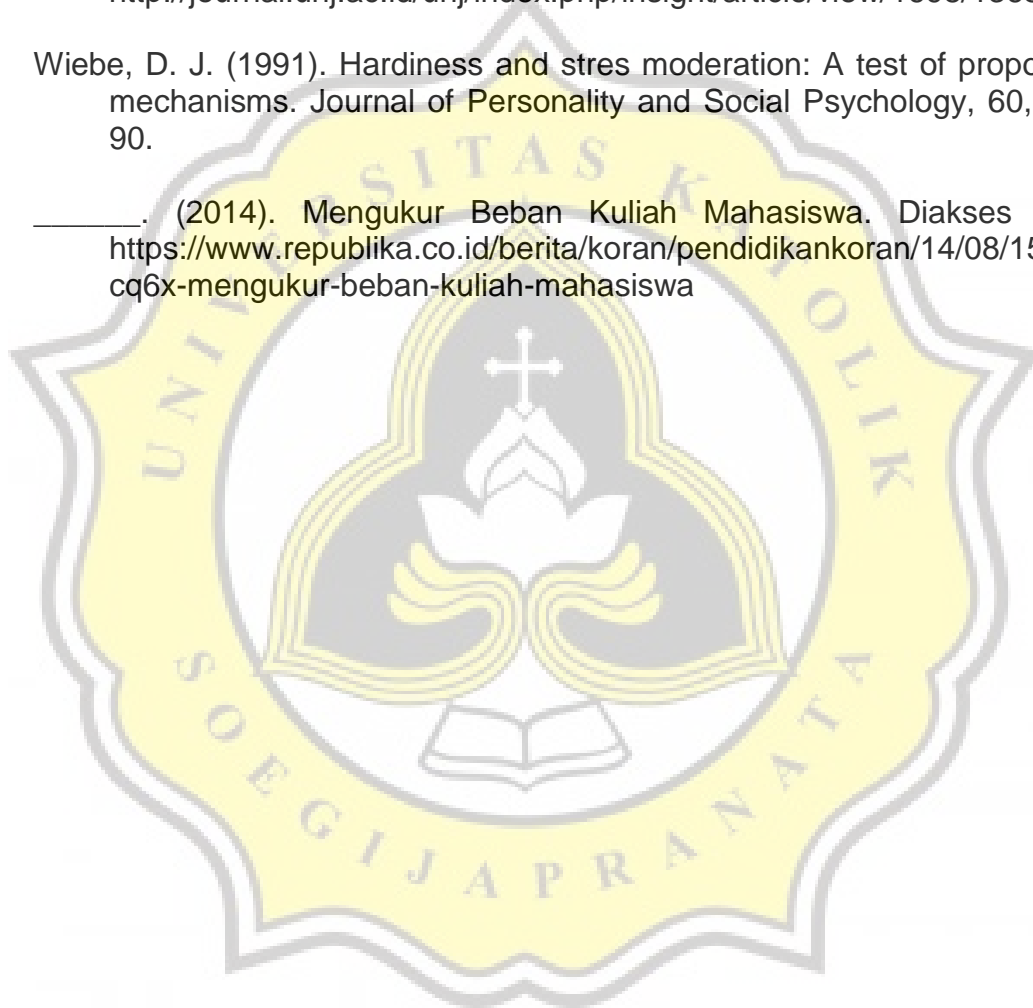 Wiebe, D. J. (1991). Hardiness and stres moderation: A test of
mechanisms. Journal of Personality and Social Psychology, 60,
90.
______. (2014). Mengukur Beban Kuliah Mahasiswa. Diakses
https://www.republika.co.id/berita/koran/pendidikankoran/14/08/15
cq6x-mengukur-beban-kuliah-mahasiswa
UNIVERSITAS KATOLIK
SOEGIJAPRANATA